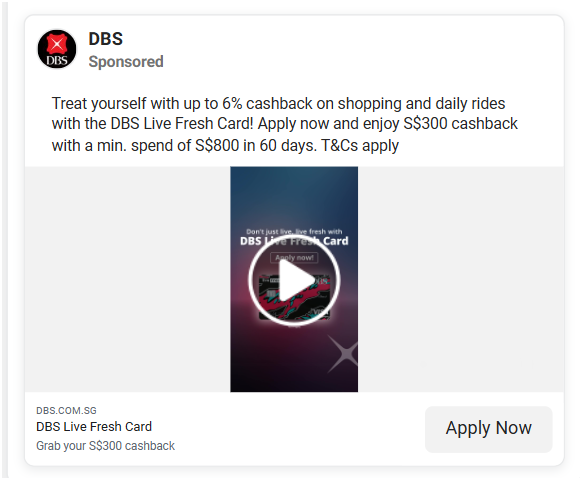 DBS
DBS
Sponsored
Treat yourself with up to 6% cashback on shopping and daily rides
with the DBS Live Fresh Card! Apply now and enjoy S$300 cashback
with a min. spend of S$800 in 60 days. T&Cs apply
Don't just live, live fresh with
DBS Live Fresh Card
Apply now!
DBS.COM.SG
DBS Live Fresh Card
Grab your S$300 cashback
Apply Now